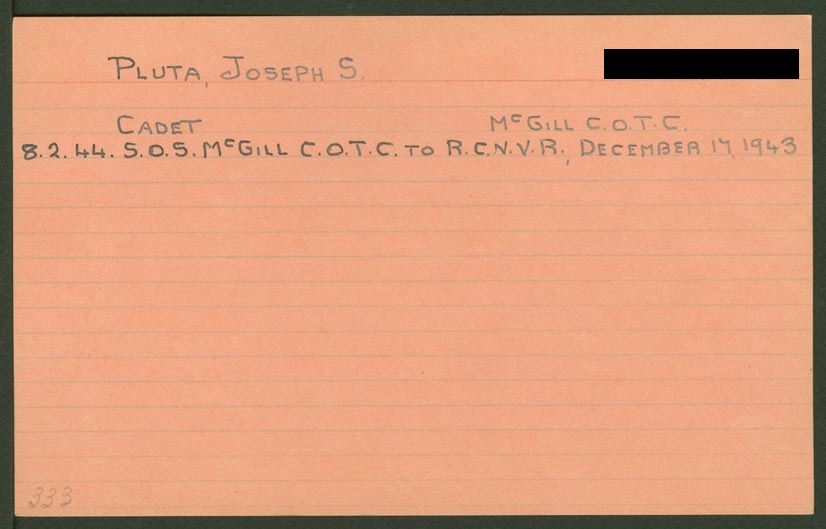 PLUTA, JOSEPH S.
CADET McGILL C.O.T.C.
8.2.44. S.O.S. McGILL C.O.T.C. TO R.C.N.V.R., DECEMBER 17, 1943
333